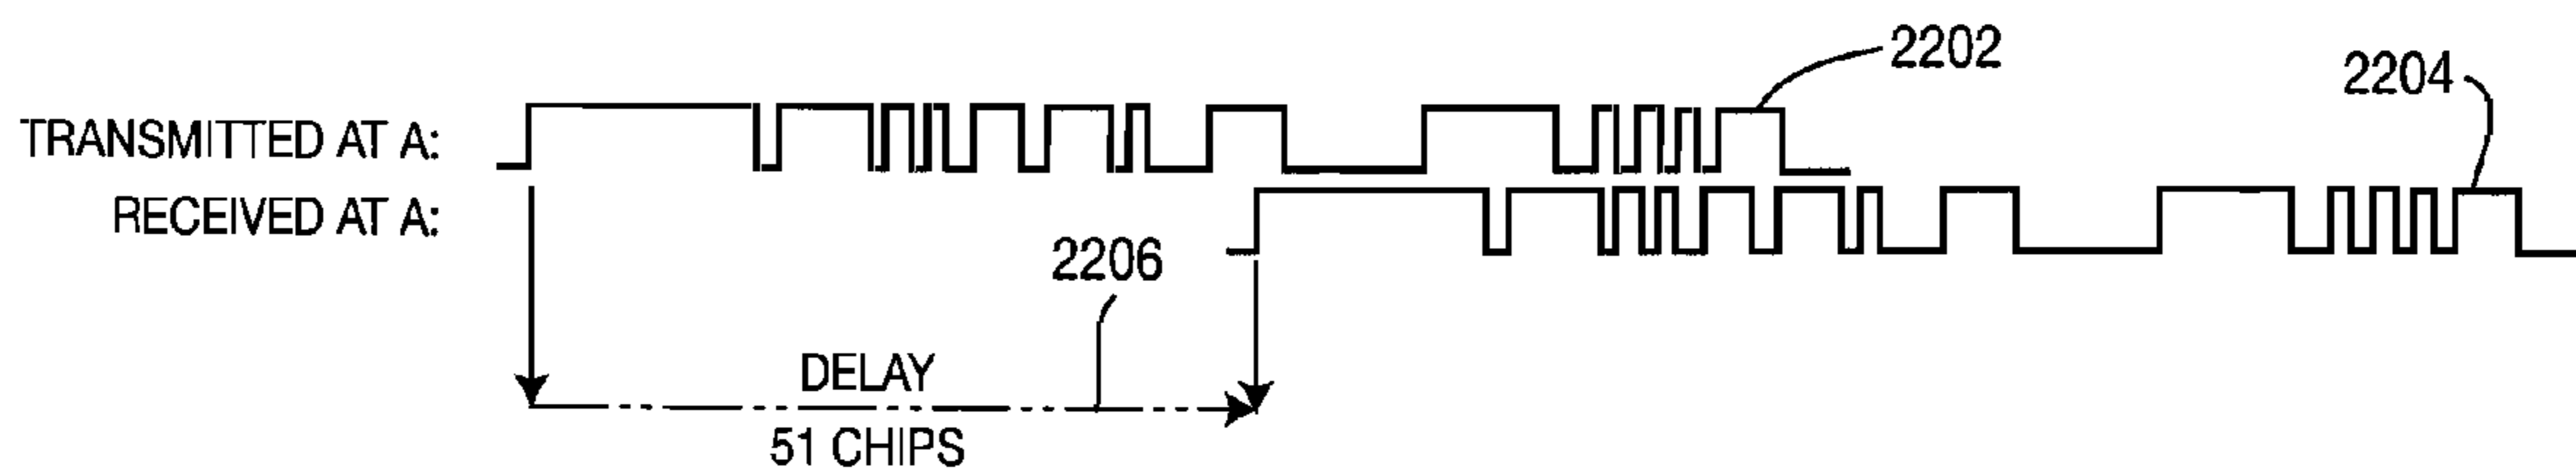 2202
2204
TRANSMITTED AT A:
RECEIVED AT A:
2206
DELAY
51 CHIPS